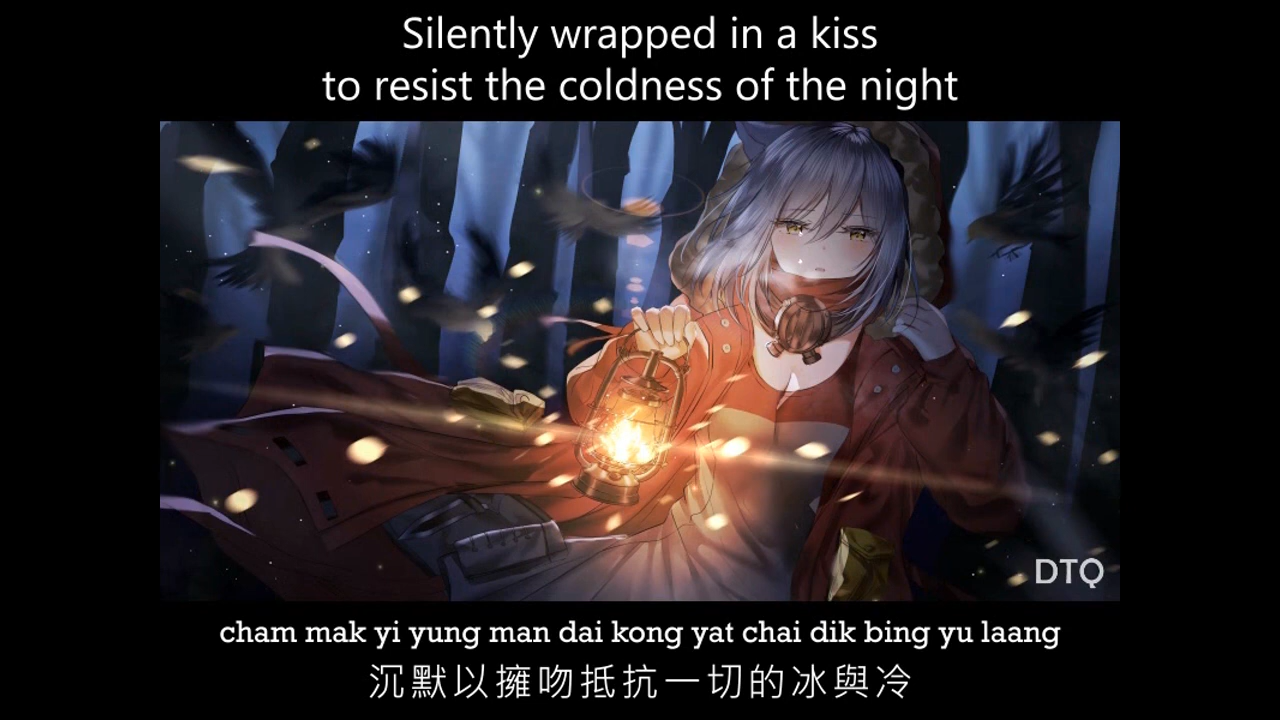 Silently wrapped in a kiss
to resist the coldness of the night
DTQ
cham mak yi yung man dai kong yat chai dik bing yu laang
沉默以擁吻抵抗一切的冰與冷